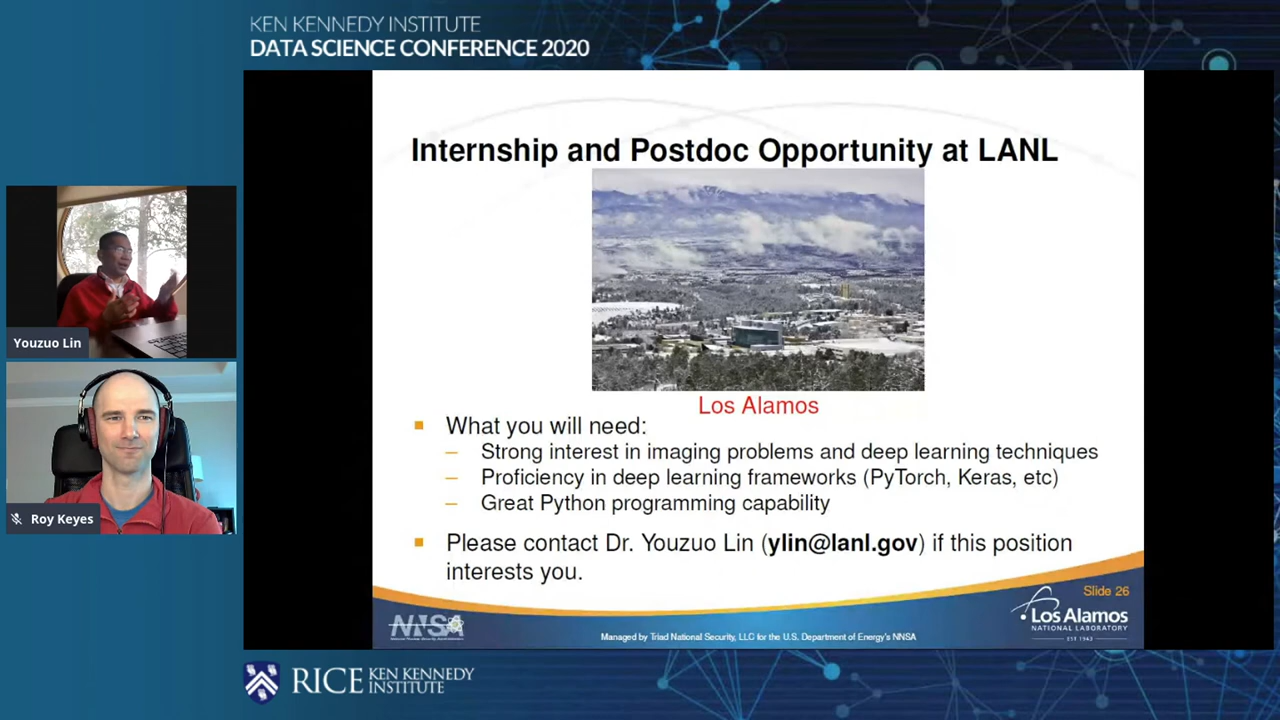 KEN KENNEDY INSTITUTE
DATA SCIENCE CONFERENCE 2020
Youzuo Lin
Roy Keyes
Internship and Postdoc Opportunity at LANL
Los Alamos
What you will need:
Strong interest in imaging problems and deep learning techniques
Proficiency in deep learning frameworks (PyTorch, Keras, etc)
Great Python programming capability
Please contact Dr. Youzuo Lin (ylin@lanl.gov) if this position
interests you.
Slide 26
NNSA
Managed by Triad National Security, LLC for the U.S. Department of Energy's NNSA
Los Alamos
NATIONAL LABORATORY
EST 1943
RICE
KEN KENNEDY
INSTITUTE